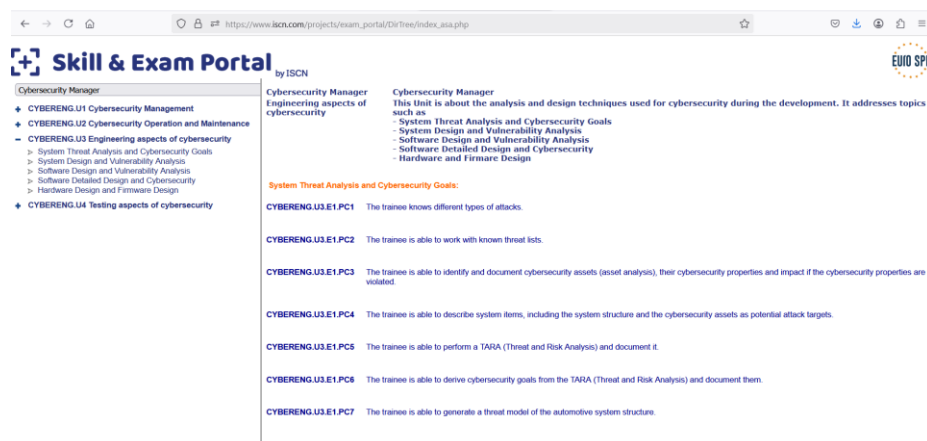 https://www.iscn.com/projects/exam_portal/DirTree/index_asa.php
[+] Skill & Exam Portal by ISCN
EUIO SPI
Cybersecurity Manager
+ CYBERENG.U1 Cybersecurity Management
+ CYBERENG.U2 Cybersecurity Operation and Maintenance
– CYBERENG.U3 Engineering aspects of cybersecurity
System Threat Analysis and Cybersecurity Goals
System Design and Vulnerability Analysis
Software Design and Vulnerability Analysis
Software Detailed Design and Cybersecurity
Hardware Design and Firmware Design
+ CYBERENG.U4 Testing aspects of cybersecurity
Cybersecurity Manager Cybersecurity Manager
Engineering aspects of This Unit is about the analysis and design techniques used for cybersecurity during the development. It addresses topics
cybersecurity such as
- System Threat Analysis and Cybersecurity Goals
- System Design and Vulnerability Analysis
- Software Design and Vulnerability Analysis
- Software Detailed Design and Cybersecurity
- Hardware and Firmare Design
System Threat Analysis and Cybersecurity Goals:
CYBERENG.U3.E1.PC1 The trainee knows different types of attacks.
CYBERENG.U3.E1.PC2 The trainee is able to work with known threat lists.
CYBERENG.U3.E1.PC3 The trainee is able to identify and document cybersecurity assets (asset analysis), their cybersecurity properties and impact if the cybersecurity properties are
violated.
CYBERENG.U3.E1.PC4 The trainee is able to describe system items, including the system structure and the cybersecurity assets as potential attack targets.
CYBERENG.U3.E1.PC5 The trainee is able to perform a TARA (Threat and Risk Analysis) and document it.
CYBERENG.U3.E1.PC6 The trainee is able to derive cybersecurity goals from the TARA (Threat and Risk Analysis) and document them.
CYBERENG.U3.E1.PC7 The trainee is able to generate a threat model of the automotive system structure.